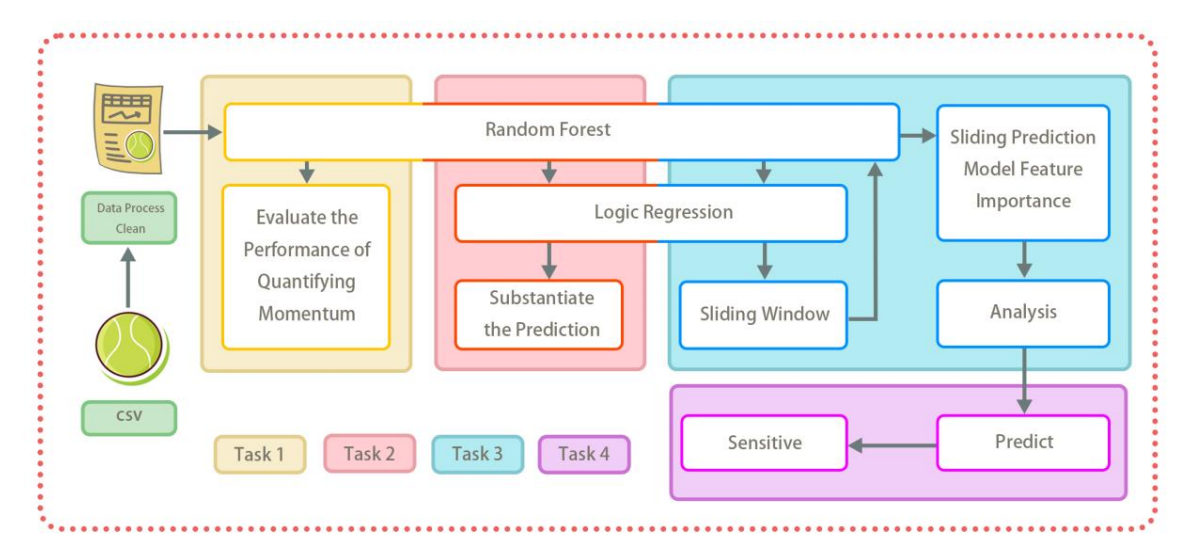 Random Forest
Data Process
Clean
CSV
Evaluate the
Performance of
Quantifying
Momentum
Logic Regression
Substantiate
the Prediction
Sliding Window
Sliding Prediction
Model Feature
Importance
Analysis
Predict
Sensitive
Task 1
Task 2
Task 3
Task 4